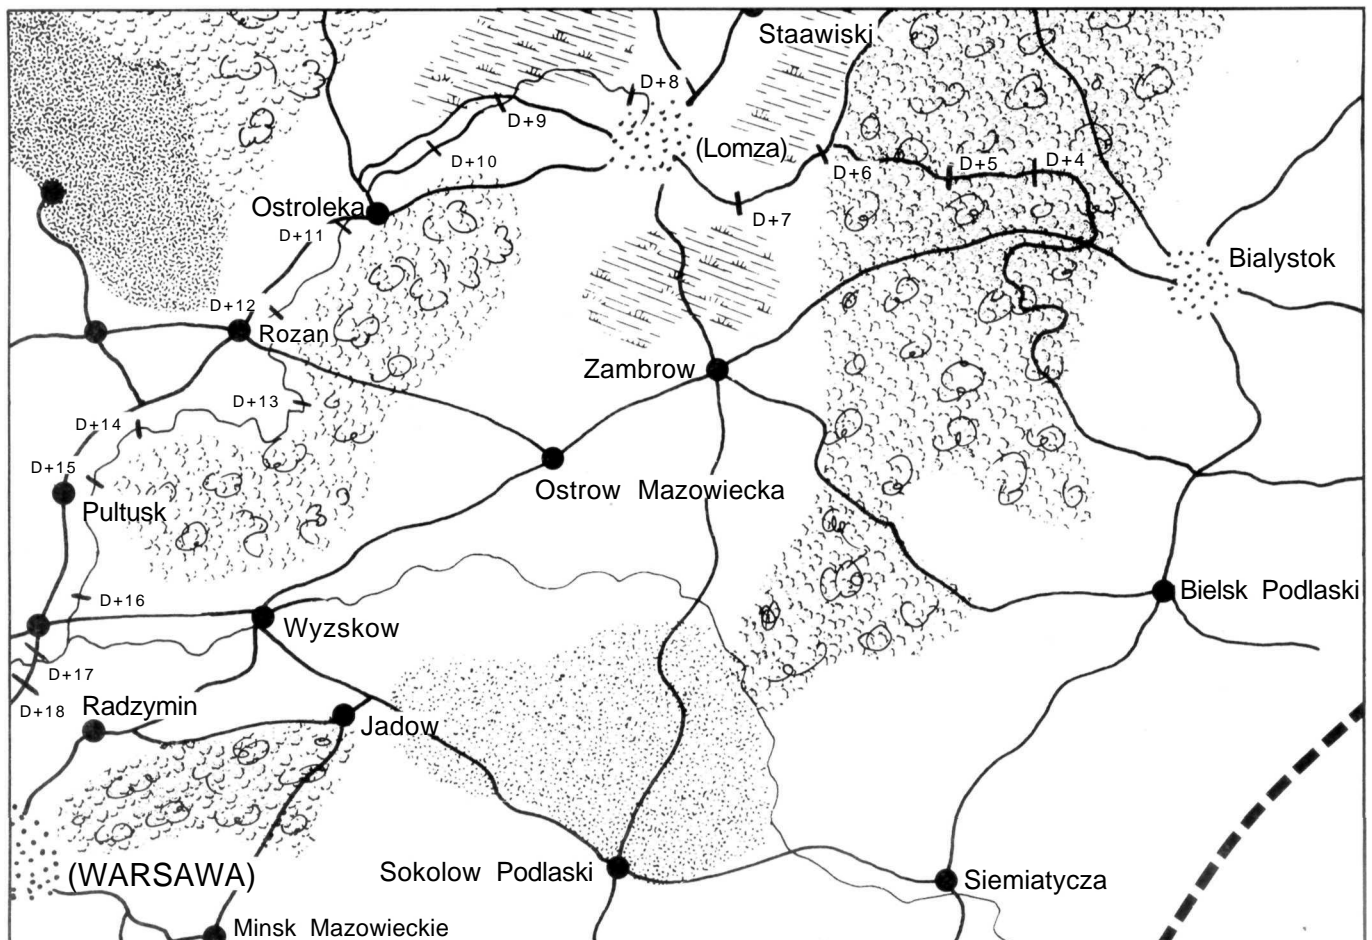 Staawiski
D+8
D+9
(Lomza)
D+10
D+6
D+5
D+4
Ostroleka
D+7
D+11
Bialystok
D+12
Rozan
Zambrow
D+13
D+14
D+15
Ostrow Mazowiecka
Pultusk
Bielsk Podlaski
D+16
Wyzskow
D+17
D+18
Radzymin
Jadow
(WARSAWA)
Sokolow Podlaski
Siemiatycza
Minsk Mazowieckie